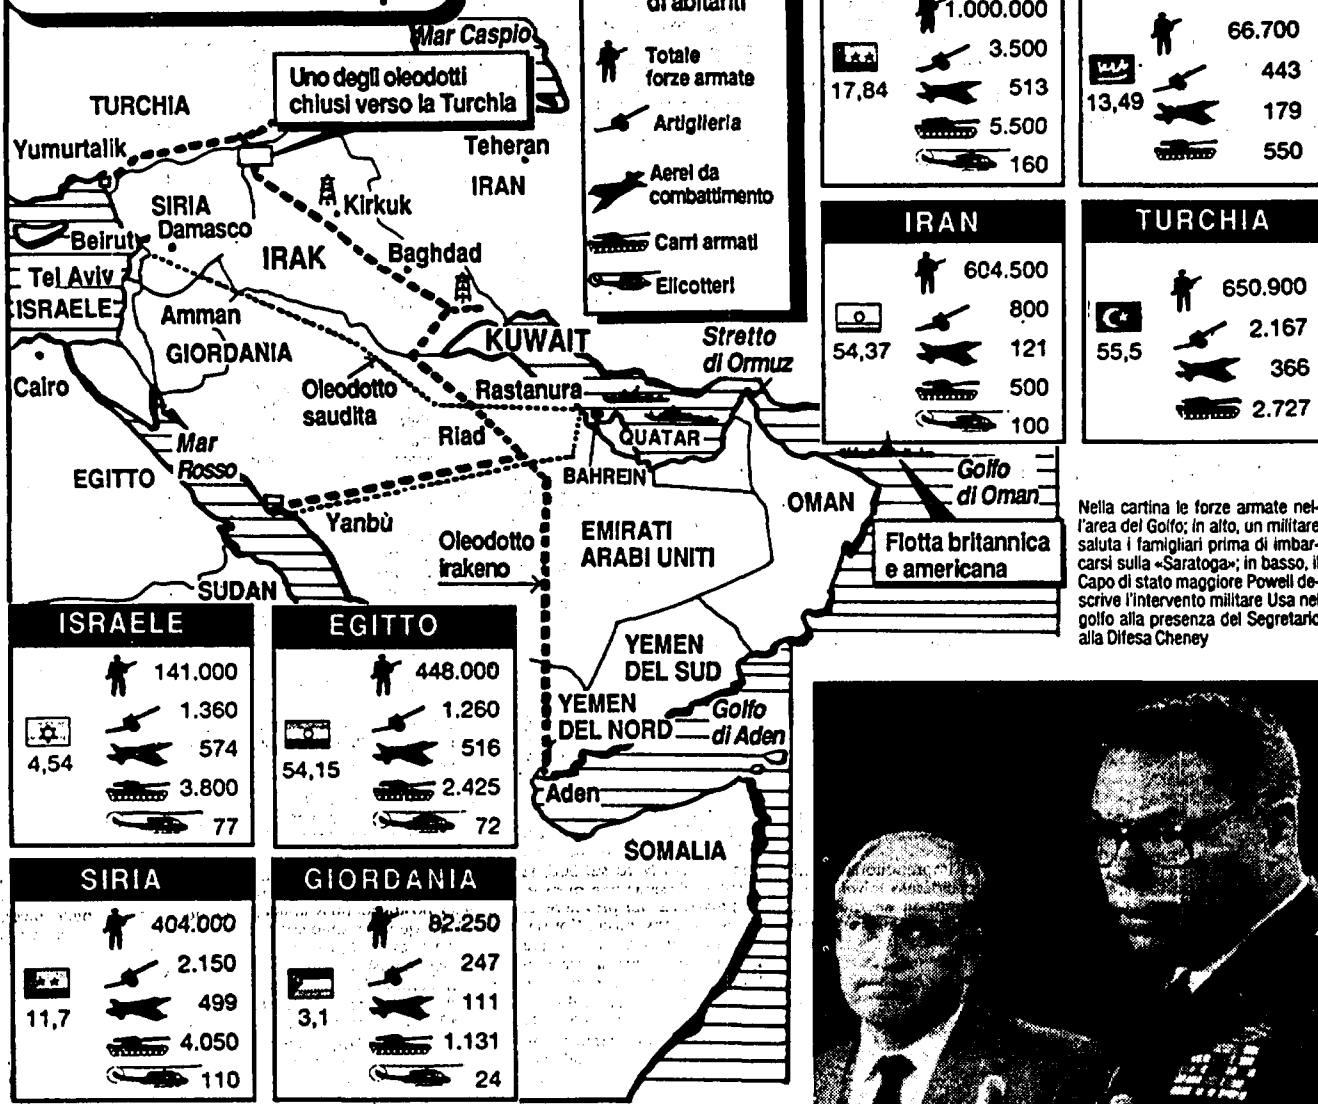 di abitanti
Totale
forze armate
Artiglieria
Aerei da
combattimento
Carri armati
Elicotteri
Mar Caspio
Uno degli oleodotti
chiusi verso la Turchia
TURCHIA
Yumurtalik
Teheran
IRAN
SIRIA
Damasco
Kirkuk
Beirut
IRAK
Baghdad
Tel Aviv
ISRAELE
Amman
GIORDANIA
KUWAIT
Stretto
di Ormuz
Cairo
Oleodotto
saudita
Rastanura
Mar
Rosso
Riad
QUATAR
EGITTO
BAHREIN
Yanbù
OMAN
Golfo
di Oman
Oleodotto
irakeno
EMIRATI
ARABI UNITI
Flotta britannica
e americana
SUDAN
YEMEN
DEL SUD
YEMEN
DEL NORD
Golfo
di Aden
Aden
SOMALIA
1.000.000
3.500
17,84
513
5.500
160
66.700
443
13,49
179
550
IRAN
604.500
800
54,37
121
500
100
TURCHIA
650.900
2.167
55,5
366
2.727
Nella cartina le forze armate nel-
l'area del Golfo; in alto, un militare
saluta i famigliari prima di imbar-
carsi sulla «Saratoga»; in basso, il
Capo di stato maggiore Powell de-
scrive l'intervento militare Usa nel
golfo alla presenza del Segretario
alla Difesa Cheney
ISRAELE
141.000
1.360
574
4,54
3.800
77
EGITTO
448.000
1.260
516
54,15
2.425
72
SIRIA
404.000
2.150
499
11,7
4.050
110
GIORDANIA
82.250
247
111
3,1
1.131
24